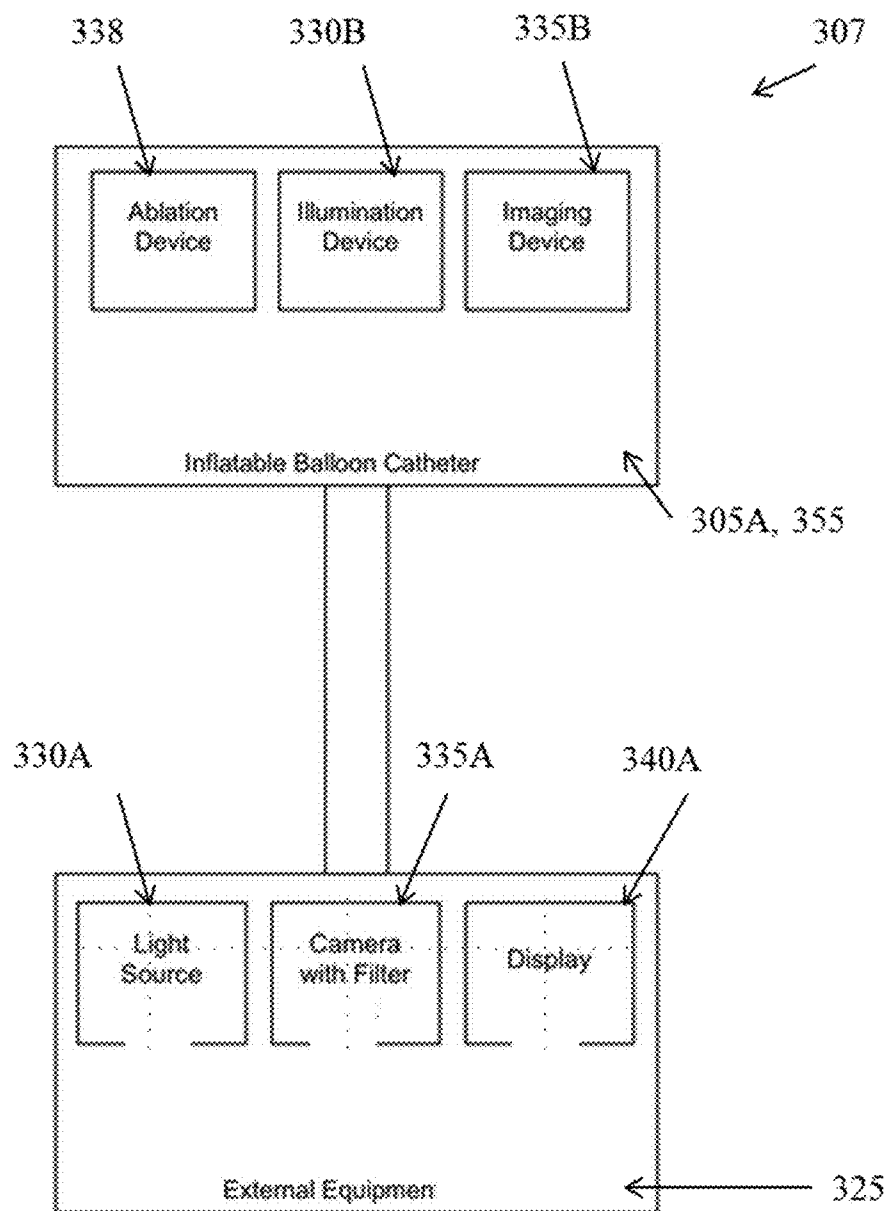 338 330B 335B 307
Ablation Device
Illumination Device
Imaging Device
Inflatable Balloon Catheter
305A, 355
330A 335A 340A
Light Source
Camera with Filter
Display
External Equipmen
325